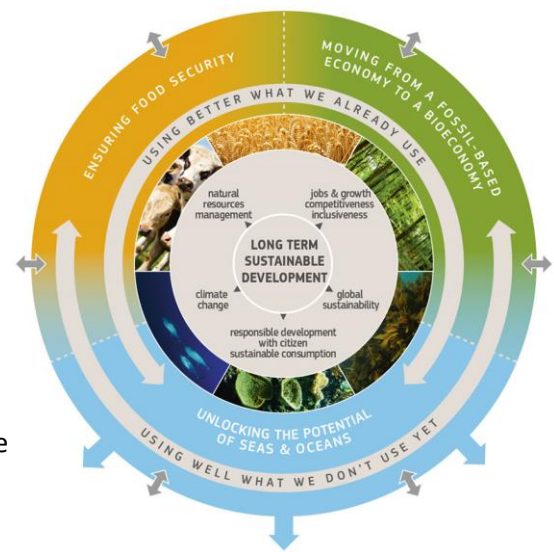 ENSURING FOOD SECURITY
MOVING FROM A FOSSIL-BASED
ECONOMY TO A BIOECONOMY
USING BETTER WHAT WE ALREADY USE
natural
resources
management
jobs & growth
competitiveness
inclusiveness
LONG TERM
SUSTAINABLE
DEVELOPMENT
climate
change
global
sustainability
responsible development
with citizen
sustainable consumption
UNLOCKING THE POTENTIAL
OF SEAS & OCEANS
USING WELL WHAT WE DON'T USE YET
e